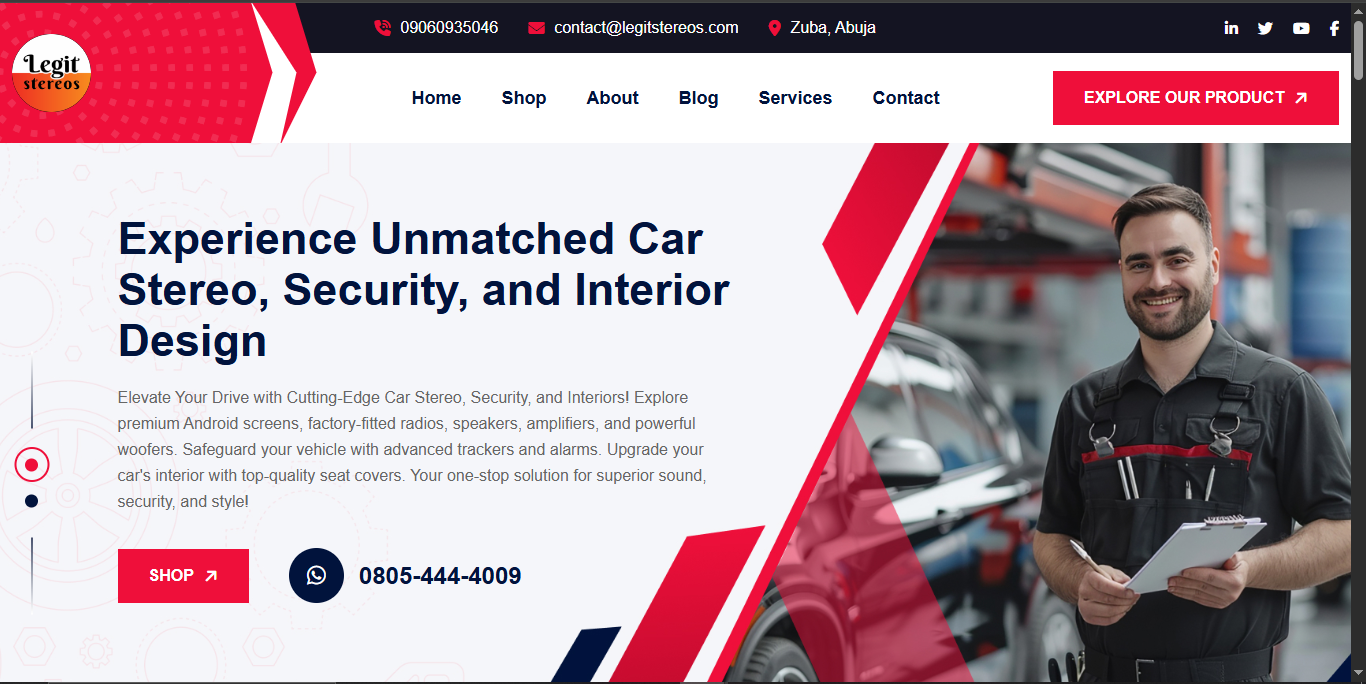 Legit
stereos
09060935046
contact@legitstereos.com
Zuba, Abuja
Home
Shop
About
Blog
Services
Contact
EXPLORE OUR PRODUCT
Experience Unmatched Car
Stereo, Security, and Interior
Design
Elevate Your Drive with Cutting-Edge Car Stereo, Security, and Interiors! Explore
premium Android screens, factory-fitted radios, speakers, amplifiers, and powerful
woofers. Safeguard your vehicle with advanced trackers and alarms. Upgrade your
car's interior with top-quality seat covers. Your one-stop solution for superior sound,
security, and style!
SHOP
0805-444-4009